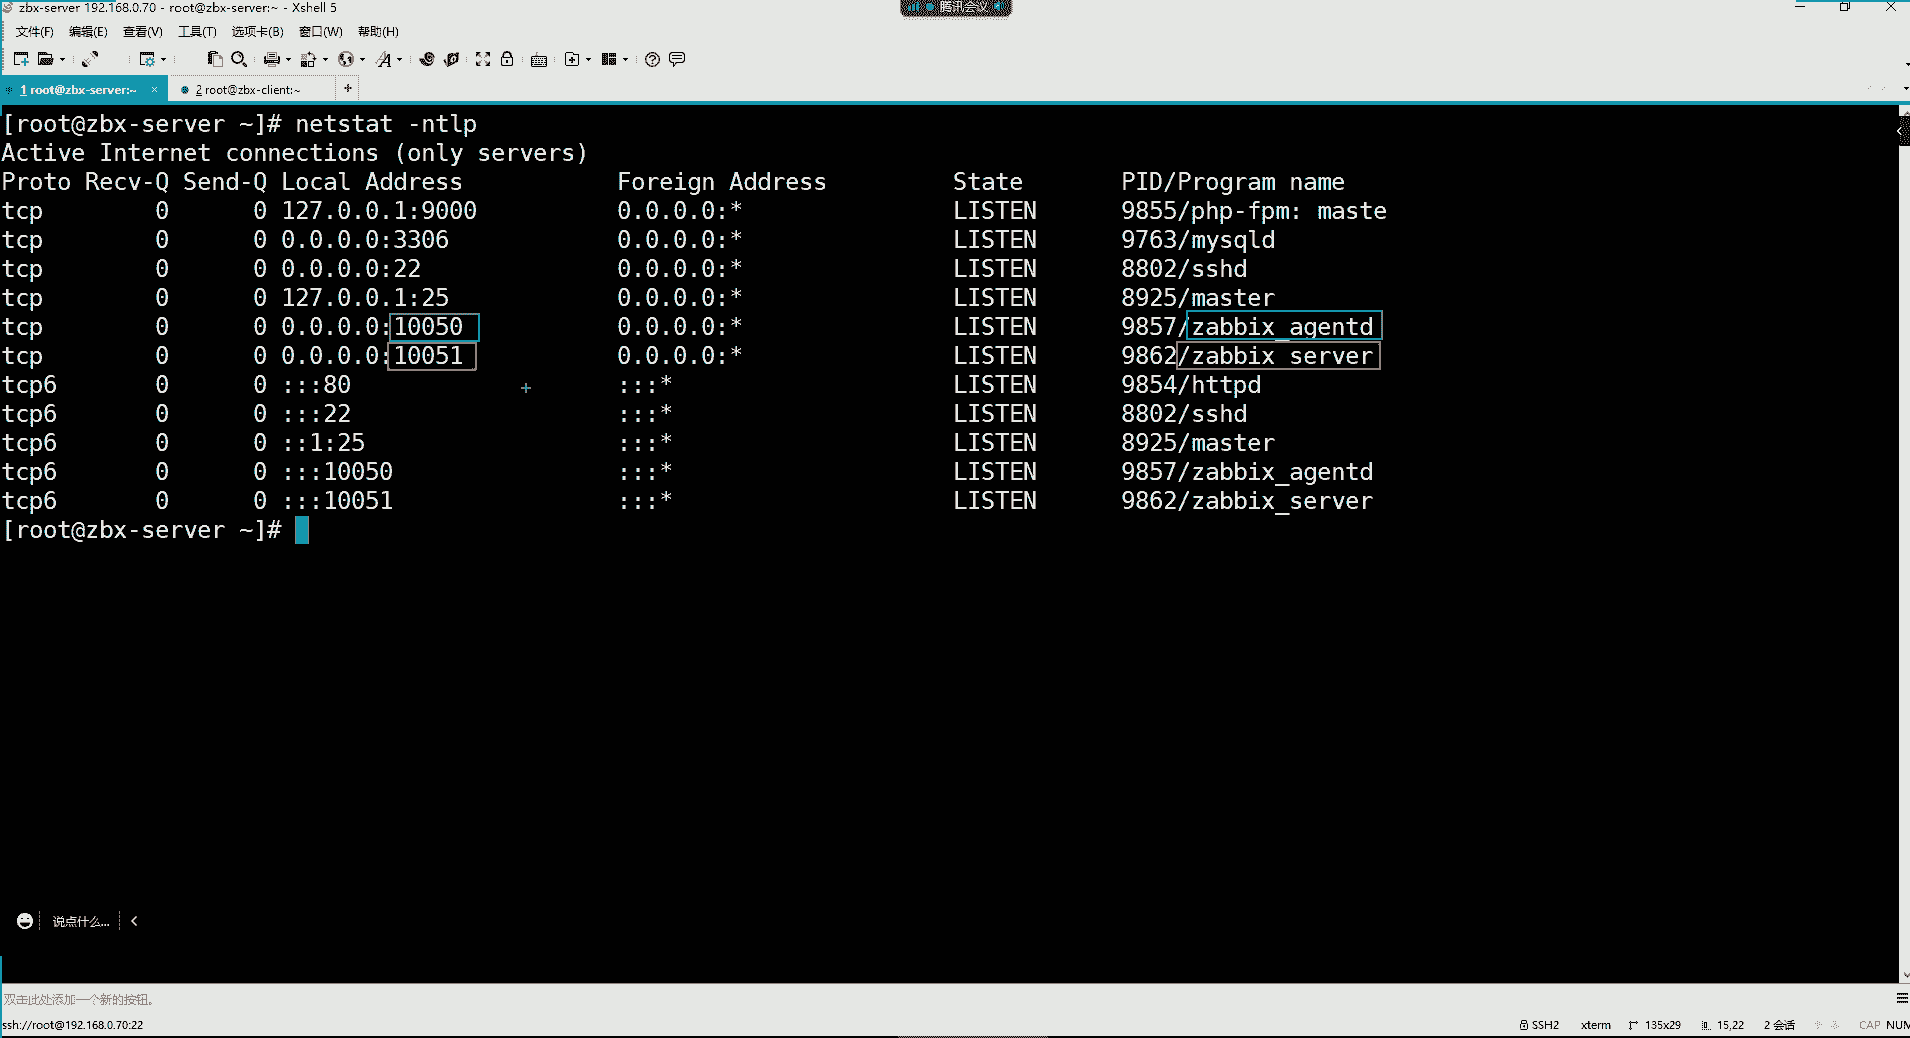 zbx-server 192.168.0.70 - root@zbx-server:~ - Xshell 5
腾讯会议
文件(F) 编辑(E) 查看(V) 工具(T) 选项卡(B) 窗口(W) 帮助(H)
1 root@zbx-server:~ × 2 root@zbx-client:~ +
[root@zbx-server ~]# netstat -ntlp
Active Internet connections (only servers)
Proto Recv-Q Send-Q Local Address Foreign Address State PID/Program name
tcp 0 0 127.0.0.1:9000 0.0.0.0:* LISTEN 9855/php-fpm: maste
tcp 0 0 0.0.0.0:3306 0.0.0.0:* LISTEN 9763/mysqld
tcp 0 0 0.0.0.0:22 0.0.0.0:* LISTEN 8802/sshd
tcp 0 0 127.0.0.1:25 0.0.0.0:* LISTEN 8925/master
tcp 0 0 0.0.0.0:10050 0.0.0.0:* LISTEN 9857/zabbix_agentd
tcp 0 0 0.0.0.0:10051 0.0.0.0:* LISTEN 9862/zabbix_server
tcp6 0 0 :::80 :::* LISTEN 9854/httpd
tcp6 0 0 :::22 :::* LISTEN 8802/sshd
tcp6 0 0 ::1:25 :::* LISTEN 8925/master
tcp6 0 0 :::10050 :::* LISTEN 9857/zabbix_agentd
tcp6 0 0 :::10051 :::* LISTEN 9862/zabbix_server
[root@zbx-server ~]#
说点什么...
双击此处添加一个新的按钮。
ssh://root@192.168.0.70:22 SSH2 xterm 135x29 15,22 2 会话 CAP NUM